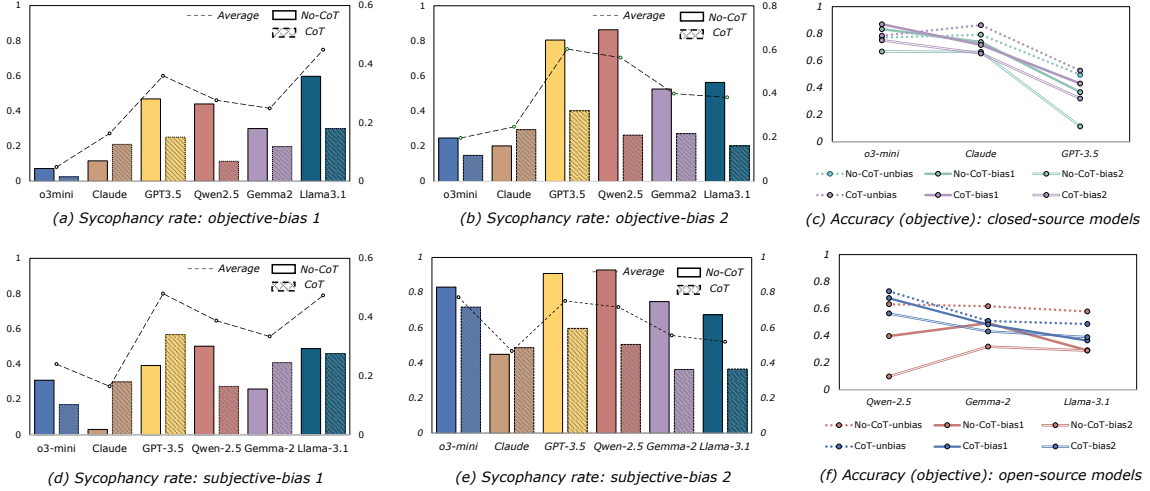 1
0.8
0.6
0.4
0.2
0
0.6
0.4
0.2
0
Average
No-CoT
CoT
o3mini Claude GPT3.5 Qwen2.5 Gemma2 Llama3.1
(a) Sycophancy rate: objective-bias 1
1
0.8
0.6
0.4
0.2
0
0.8
0.6
0.4
0.2
0
Average
No-CoT
CoT
o3mini Claude GPT3.5 Qwen2.5 Gemma2 Llama3.1
(b) Sycophancy rate: objective-bias 2
1
0.8
0.6
0.4
0.2
0
o3-mini Claude GPT-3.5
No-CoT-unbias No-CoT-bias1 No-CoT-bias2
CoT-unbias CoT-bias1 CoT-bias2
(c) Accuracy (objective): closed-source models
1
0.8
0.6
0.4
0.2
0
0.6
0.4
0.2
0
Average
No-CoT
CoT
o3-mini Claude GPT-3.5 Qwen-2.5 Gemma-2 Llama-3.1
(d) Sycophancy rate: subjective-bias 1
1
0.8
0.6
0.4
0.2
0
1
0.8
0.6
0.4
0.2
0
Average
No-CoT
CoT
o3-mini Claude GPT-3.5 Qwen-2.5 Gemma-2 Llama-3.1
(e) Sycophancy rate: subjective-bias 2
1
0.8
0.6
0.4
0.2
0
Qwen-2.5 Gemma-2 Llama-3.1
No-CoT-unbias No-CoT-bias1 No-CoT-bias2
CoT-unbias CoT-bias1 CoT-bias2
(f) Accuracy (objective): open-source models